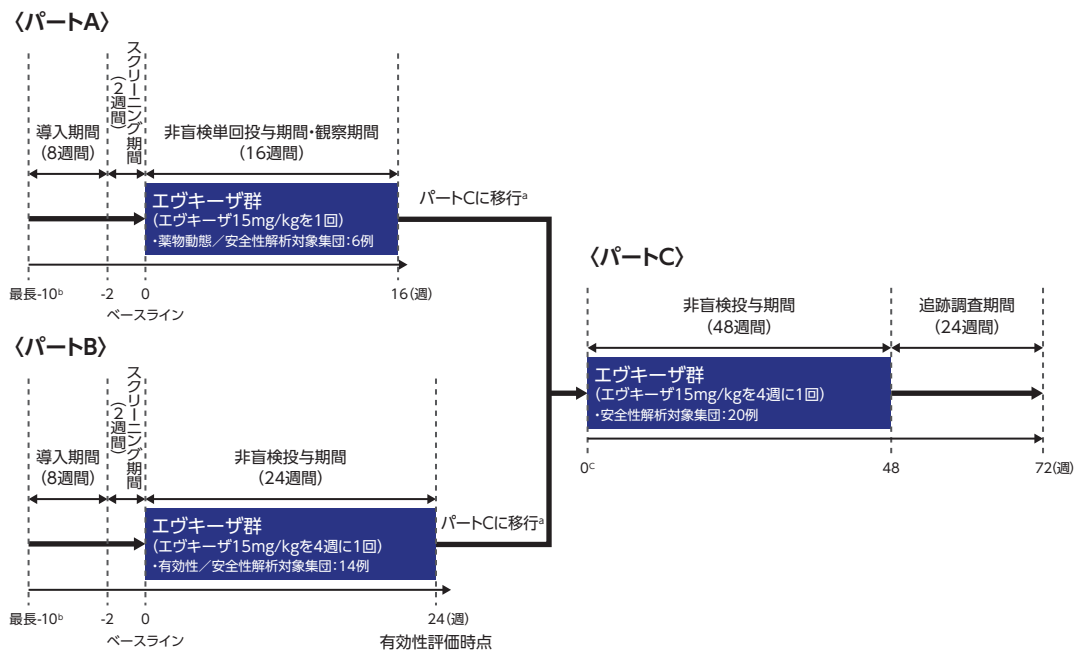 〈パートA〉
導入期間
(8週間)
スクリーニング期間
(2週間)
非盲検単回投与期間・観察期間
(16週間)
エヴキーザ群
(エヴキーザ15mg/kgを1回)
・薬物動態／安全性解析対象集団：6例
パートCに移行a
最長-10b
-2
0
16(週)
ベースライン
〈パートB〉
導入期間
(8週間)
スクリーニング期間
(2週間)
非盲検投与期間
(24週間)
エヴキーザ群
(エヴキーザ15mg/kgを4週に1回)
・有効性／安全性解析対象集団：14例
パートCに移行a
最長-10b
-2
0
24(週)
ベースライン
有効性評価時点
〈パートC〉
非盲検投与期間
(48週間)
追跡調査期間
(24週間)
エヴキーザ群
(エヴキーザ15mg/kgを4週に1回)
・安全性解析対象集団：20例
0c
48
72(週)